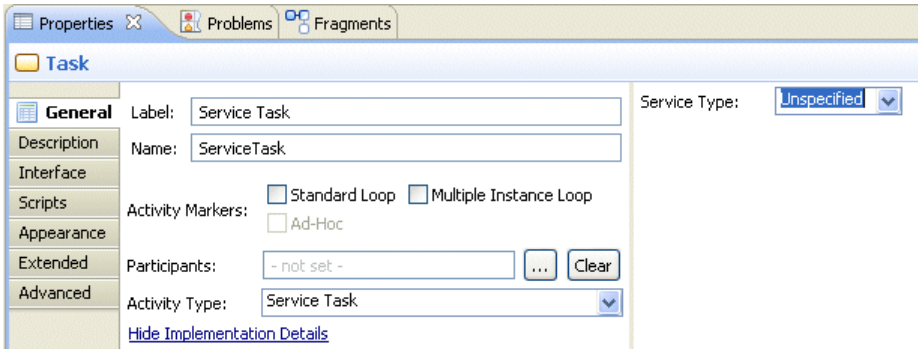 Properties Problems Fragments
Task
General
Description
Interface
Scripts
Appearance
Extended
Advanced
Label: Service Task
Name: ServiceTask
Activity Markers: Standard Loop Multiple Instance Loop
Ad-Hoc
Participants: - not set - ... Clear
Activity Type: Service Task
Hide Implementation Details
Service Type: Unspecified